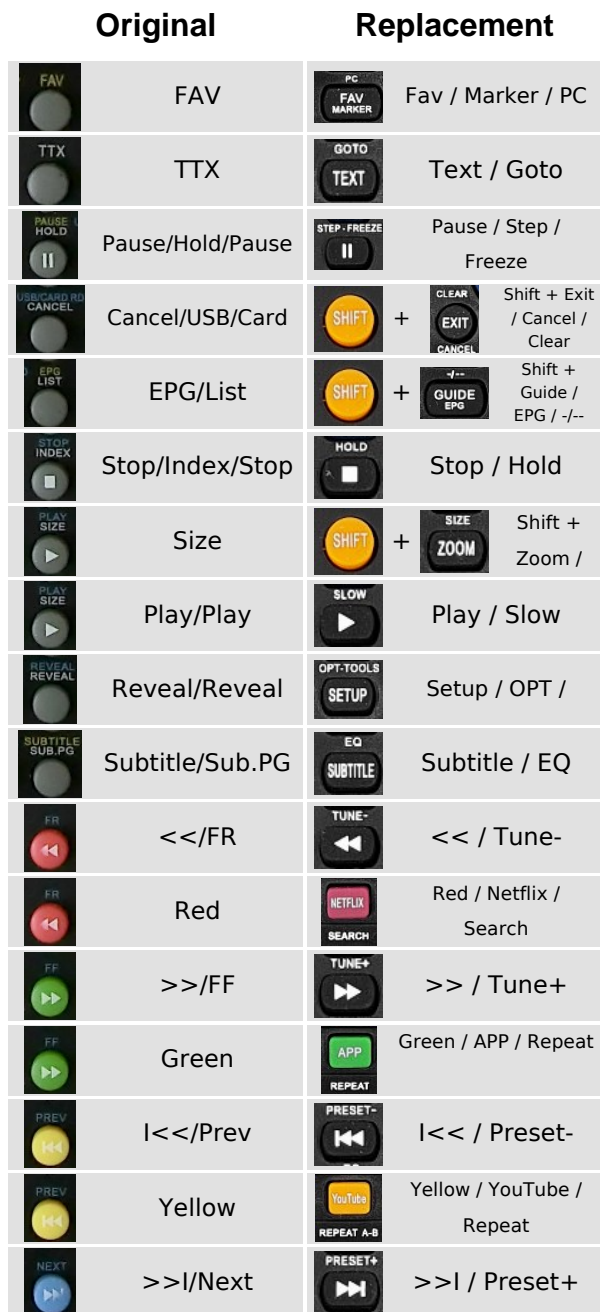 Original Replacement
FAV
FAV
PC
FAV
MARKER
Fav / Marker / PC
TTX
TTX
GOTO
TEXT
Text / Goto
PAUSE
HOLD
Pause/Hold/Pause
STEP-FREEZE
Pause / Step /
Freeze
USB/CARD RD
CANCEL
Cancel/USB/Card
SHIFT
+
CLEAR
EXIT
CANCEL
Shift + Exit
/ Cancel /
Clear
EPG
LIST
EPG/List
SHIFT
+
-/--
GUIDE
EPG
Shift +
Guide /
EPG / -/--
STOP
INDEX
Stop/Index/Stop
HOLD
Stop / Hold
PLAY
SIZE
Size
SHIFT
+
SIZE
ZOOM
Shift +
Zoom /
PLAY
SIZE
Play/Play
SLOW
Play / Slow
REVEAL
REVEAL
Reveal/Reveal
OPT-TOOLS
SETUP
Setup / OPT /
SUBTITLE
SUB.PG
Subtitle/Sub.PG
EQ
SUBTITLE
Subtitle / EQ
FR
<</FR
TUNE-
<< / Tune-
FR
Red
NETFLIX
SEARCH
Red / Netflix /
Search
FF
>>/FF
TUNE+
>> / Tune+
FF
Green
APP
REPEAT
Green / APP / Repeat
PREV
I<</Prev
PRESET-
I<< / Preset-
PREV
Yellow
YouTube
REPEAT A-B
Yellow / YouTube /
Repeat
NEXT
>>I/Next
PRESET+
>>I / Preset+